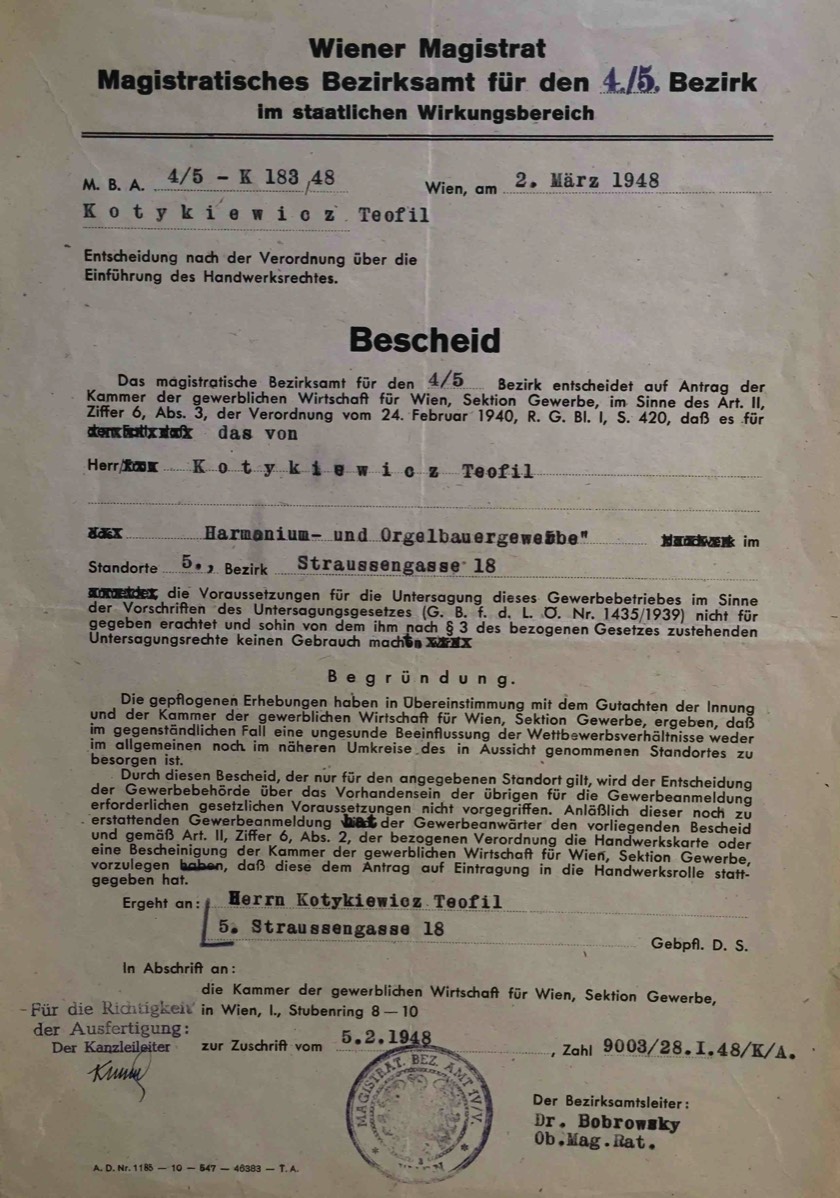 Wiener Magistrat
Magistratisches Bezirksamt für den 4./5. Bezirk
im staatlichen Wirkungsbereich
M. B. A. 4/5 - K 183/48
Wien, am 2. März 1948
Kotykiewicz Teofil
Entscheidung nach der Verordnung über die
Einführung des Handwerksrechtes.
Bescheid
Das magistratische Bezirksamt für den 4/5 Bezirk entscheidet auf Antrag der
Kammer der gewerblichen Wirtschaft für Wien, Sektion Gewerbe, im Sinne des Art. II,
Ziffer 6, Abs. 3, der Verordnung vom 24. Februar 1940, R. G. Bl. I, S. 420, daß es für
das von
Herr/ Kotykiewicz Teofil
Harmonium- und Orgelbauergewerbe" im
Standorte 5., Bezirk Straussengasse 18
die Voraussetzungen für die Untersagung dieses Gewerbebetriebes im Sinne
der Vorschriften des Untersagungsgesetzes (G. B. f. d. L. Ö. Nr. 1435/1939) nicht für
gegeben erachtet und sohin von dem ihm nach § 3 des bezogenen Gesetzes zustehenden
Untersagungsrechte keinen Gebrauch machen
Begründung.
Die gepflogenen Erhebungen haben in Übereinstimmung mit dem Gutachten der Innung
und der Kammer der gewerblichen Wirtschaft für Wien, Sektion Gewerbe, ergeben, daß
im gegenständlichen Fall eine ungesunde Beeinflussung der Wettbewerbsverhältnisse weder
im allgemeinen noch im näheren Umkreise des in Aussicht genommenen Standortes zu
besorgen ist.
Durch diesen Bescheid, der nur für den angegebenen Standort gilt, wird der Entscheidung
der Gewerbebehörde über das Vorhandensein der übrigen für die Gewerbeanmeldung
erforderlichen gesetzlichen Voraussetzungen nicht vorgegriffen. Anläßlich dieser noch zu
erstattenden Gewerbeanmeldung hat der Gewerbeanwärter den vorliegenden Bescheid
und gemäß Art. II, Ziffer 6, Abs. 2, der bezogenen Verordnung die Handwerkskarte oder
eine Bescheinigung der Kammer der gewerblichen Wirtschaft für Wien, Sektion Gewerbe,
vorzulegen haben, daß diese dem Antrag auf Eintragung in die Handwerksrolle statt-
gegeben hat.
Ergeht an: Herrn Kotykiewicz Teofil
5. Straussengasse 18
Gebpfl. D. S.
In Abschrift an:
die Kammer der gewerblichen Wirtschaft für Wien, Sektion Gewerbe,
in Wien, I., Stubenring 8 — 10
Für die Richtigkeit
der Ausfertigung:
Der Kanzleileiter
zur Zuschrift vom 5.2.1948, Zahl 9003/28.I.48/K/A.
MAGISTRAT. BEZ. AMT IV/V.
Der Bezirksamtsleiter:
Dr. Bobrowsky
Ob.Mag.Rat.
A. D. Nr. 1185 — 10 — 547 — 46383 — T. A.